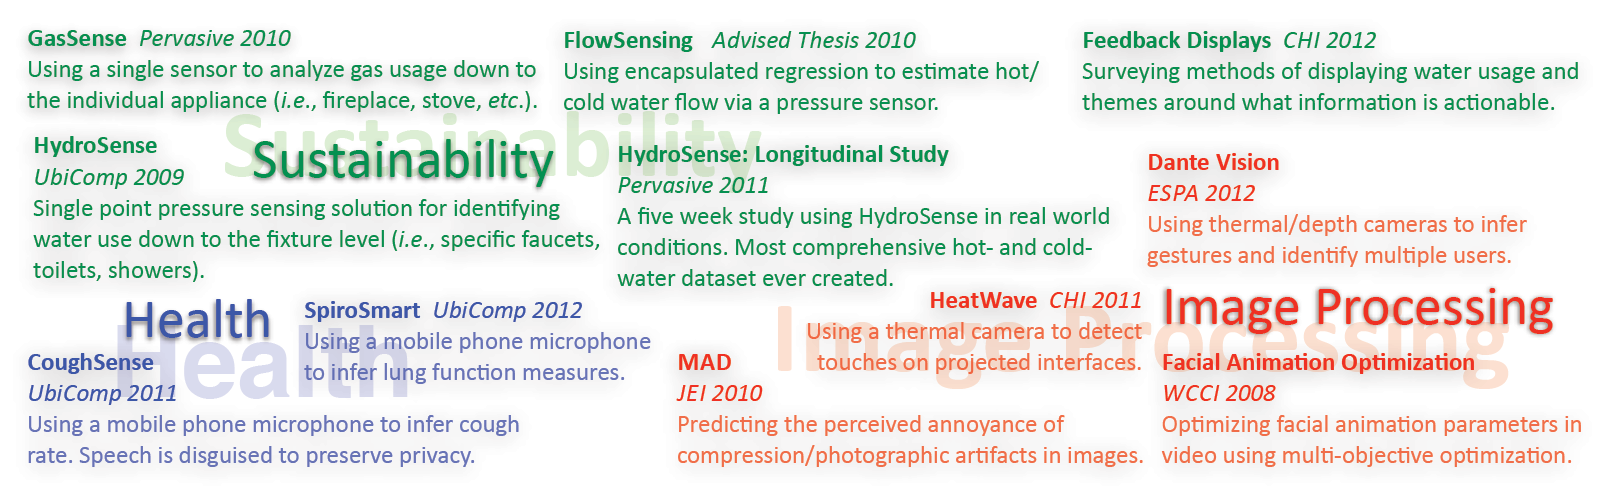 GasSense Pervasive 2010
Using a single sensor to analyze gas usage down to
the individual appliance (i.e., fireplace, stove, etc.).
FlowSensing Advised Thesis 2010
Using encapsulated regression to estimate hot/
cold water flow via a pressure sensor.
Feedback Displays CHI 2012
Surveying methods of displaying water usage and
themes around what information is actionable.
Sustainability
Sustainability
HydroSense
UbiComp 2009
Single point pressure sensing solution for identifying
water use down to the fixture level (i.e., specific faucets,
toilets, showers).
HydroSense: Longitudinal Study
Pervasive 2011
A five week study using HydroSense in real world
conditions. Most comprehensive hot- and cold-
water dataset ever created.
Dante Vision
ESPA 2012
Using thermal/depth cameras to infer
gestures and identify multiple users.
Health
Health
SpiroSmart UbiComp 2012
Using a mobile phone microphone
to infer lung function measures.
CoughSense
UbiComp 2011
Using a mobile phone microphone to infer cough
rate. Speech is disguised to preserve privacy.
HeatWave CHI 2011
Using a thermal camera to detect
touches on projected interfaces.
Image Processing
Image Processing
MAD
JEI 2010
Predicting the perceived annoyance of
compression/photographic artifacts in images.
Facial Animation Optimization
WCCI 2008
Optimizing facial animation parameters in
video using multi-objective optimization.